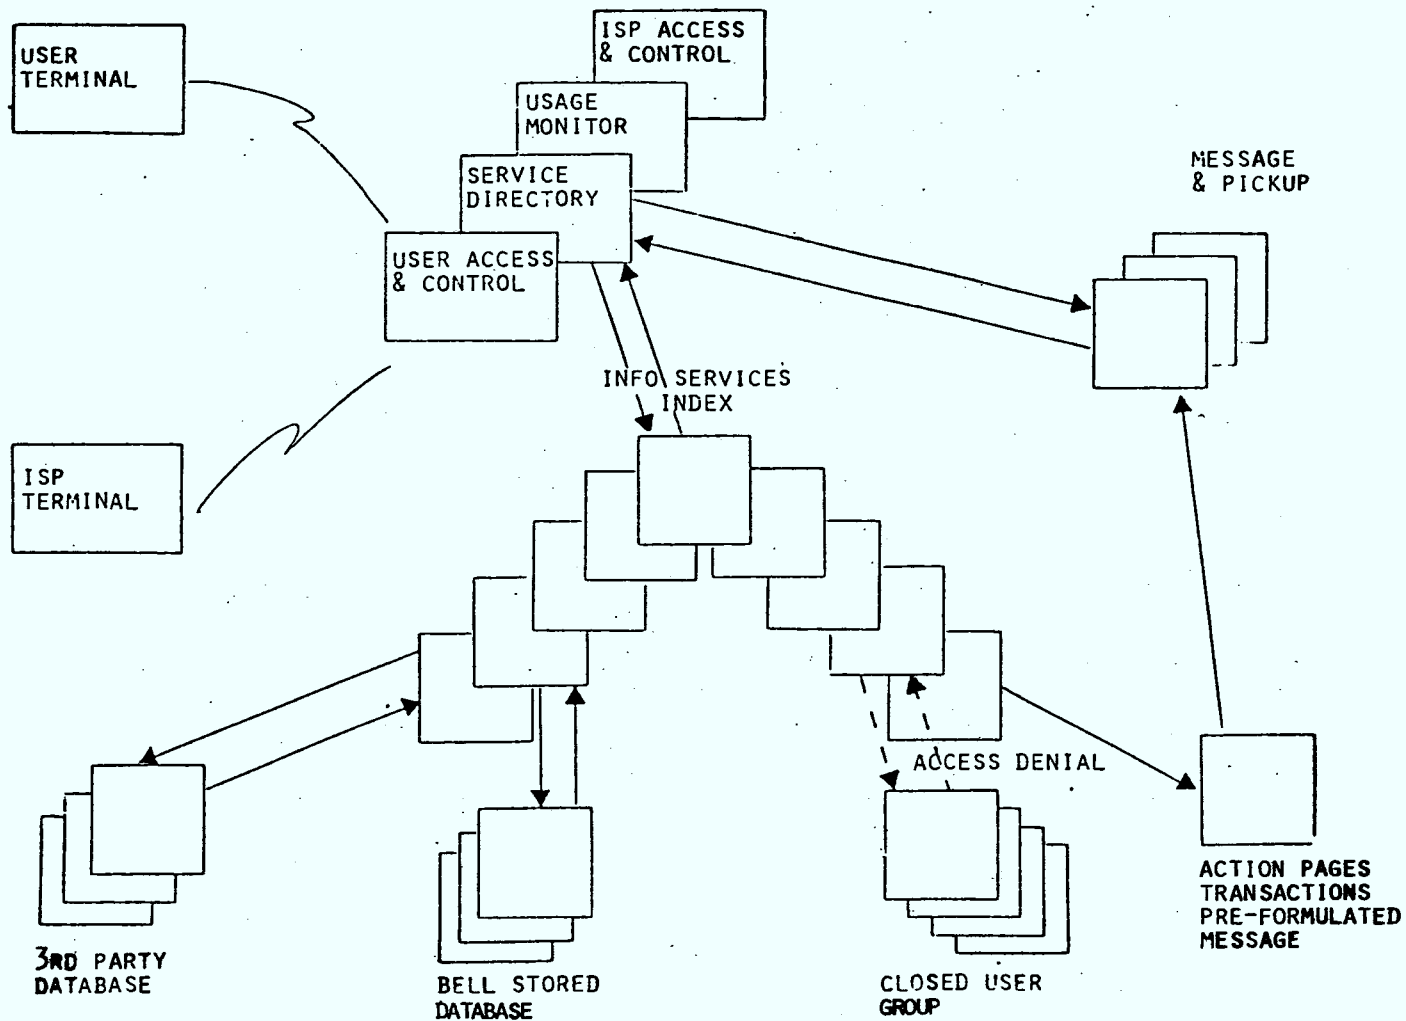 USER
TERMINAL
ISP ACCESS
& CONTROL
USAGE
MONITOR
SERVICE
DIRECTORY
USER ACCESS
& CONTROL
MESSAGE
& PICKUP
INFO SERVICES
INDEX
ISP
TERMINAL
ACCESS DENIAL
3RD PARTY
DATABASE
BELL STORED
DATABASE
CLOSED USER
GROUP
ACTION PAGES
TRANSACTIONS
PRE-FORMULATED
MESSAGE